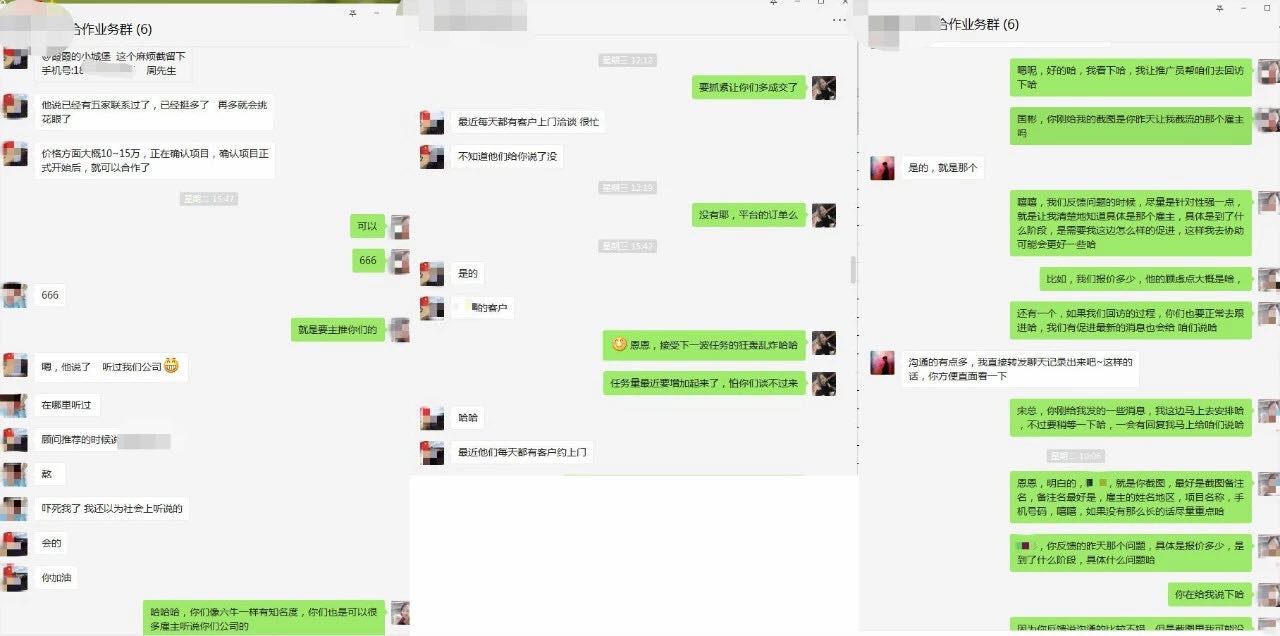 合作业务群 (6)
@爵爵的小城堡 这个麻烦截留下
手机号:18 周先生
他说已经有五家联系过了，已经挺多了 再多就会挑
花眼了
价格方面大概10~15万，正在确认项目，确认项目正
式开始后，就可以合作了
星期二 15:47
可以
666
666
就是要主推你们的
嗯，他说了 听过我们公司
在哪里听过
顾问推荐的时候说
熬
吓死我了 我还以为社会上听说的
会的
你加油
哈哈哈，你们像六牛一样有知名度，你们也是可以很
多雇主听说你们公司的
星期三 12:12
要抓紧让你们多成交了
最近每天都有客户上门洽谈 很忙
不知道他们给你说了没
星期三 12:19
没有耶，平台的订单么
星期三 15:42
是的
的客户
恩恩，接受下一波任务的狂轰乱炸哈哈
任务量最近要增加起来了，怕你们谈不过来
哈哈
最近他们每天都有客户约上门
合作业务群 (6)
嗯呢，好的哈，我看下哈，我让推广员帮咱们去回访
下哈
国彬，你刚给我的截图是你昨天让我截流的那个雇主
吗
是的，就是那个
嘻嘻，我们反馈问题的时候，尽量是针对性强一点，
就是让我清楚地知道具体是那个雇主，具体是到了什
么阶段，是需要我这边怎么样的促进，这样我去协助
可能会更好一些哈
比如，我们报价多少，他的顾虑点大概是啥，
还有一个，如果我们回访的过程，你们也要正常去跟
进哈，我们有促进最新的消息也会给 咱们说哈
沟通的有点多，我直接转发聊天记录出来吧~这样的
话，你方便直面看一下
宋总，你刚给我发的一些消息，我这边马上去安排哈
，不过要稍等一下哈，一会有回复我马上给咱们说哈
星期二 10:06
恩恩，明白的，，就是你截图，最好是截图备注
名，备注名最好是，雇主的姓名地区，项目名称，手
机号码，嘻嘻，如果没有那么长的话尽量重点哈
，你反馈的昨天那个问题，具体是报价多少，是
到了什么阶段，具体什么问题哈
你在给我说下哈